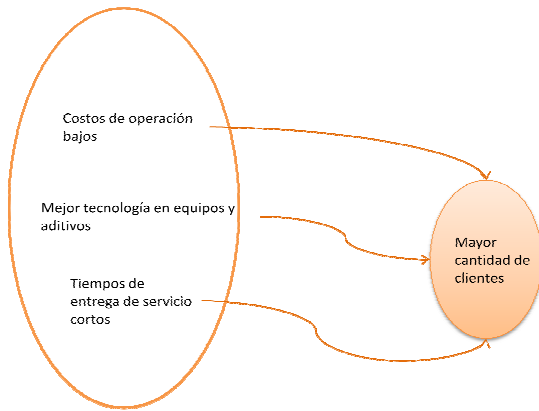 Costos de operación
bajos
Mejor tecnología en equipos y
aditivos
Tiempos de
entrega de servicio
cortos
Mayor
cantidad de
clientes